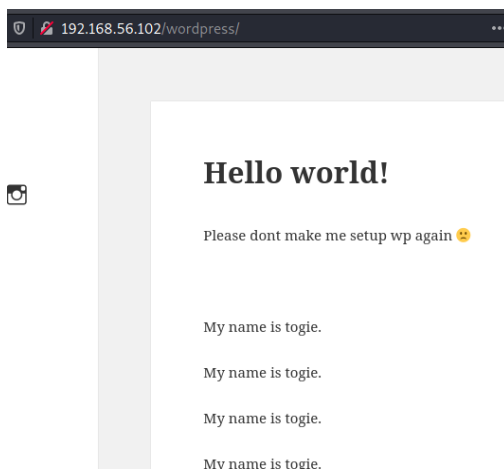 192.168.56.102/wordpress/
Hello world!
Please dont make me setup wp again 🙁
My name is togie.
My name is togie.
My name is togie.
My name is togie.